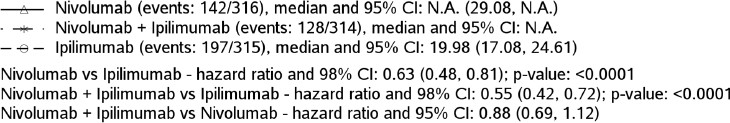 Nivolumab (events: 142/316), median and 95% CI: N.A. (29.08, N.A.)
Nivolumab + Ipilimumab (events: 128/314), median and 95% CI: N.A.
Ipilimumab (events: 197/315), median and 95% CI: 19.98 (17.08, 24.61)
Nivolumab vs Ipilimumab - hazard ratio and 98% CI: 0.63 (0.48, 0.81); p-value: <0.0001
Nivolumab + Ipilimumab vs Ipilimumab - hazard ratio and 98% CI: 0.55 (0.42, 0.72); p-value: <0.0001
Nivolumab + Ipilimumab vs Nivolumab - hazard ratio and 95% CI: 0.88 (0.69, 1.12)